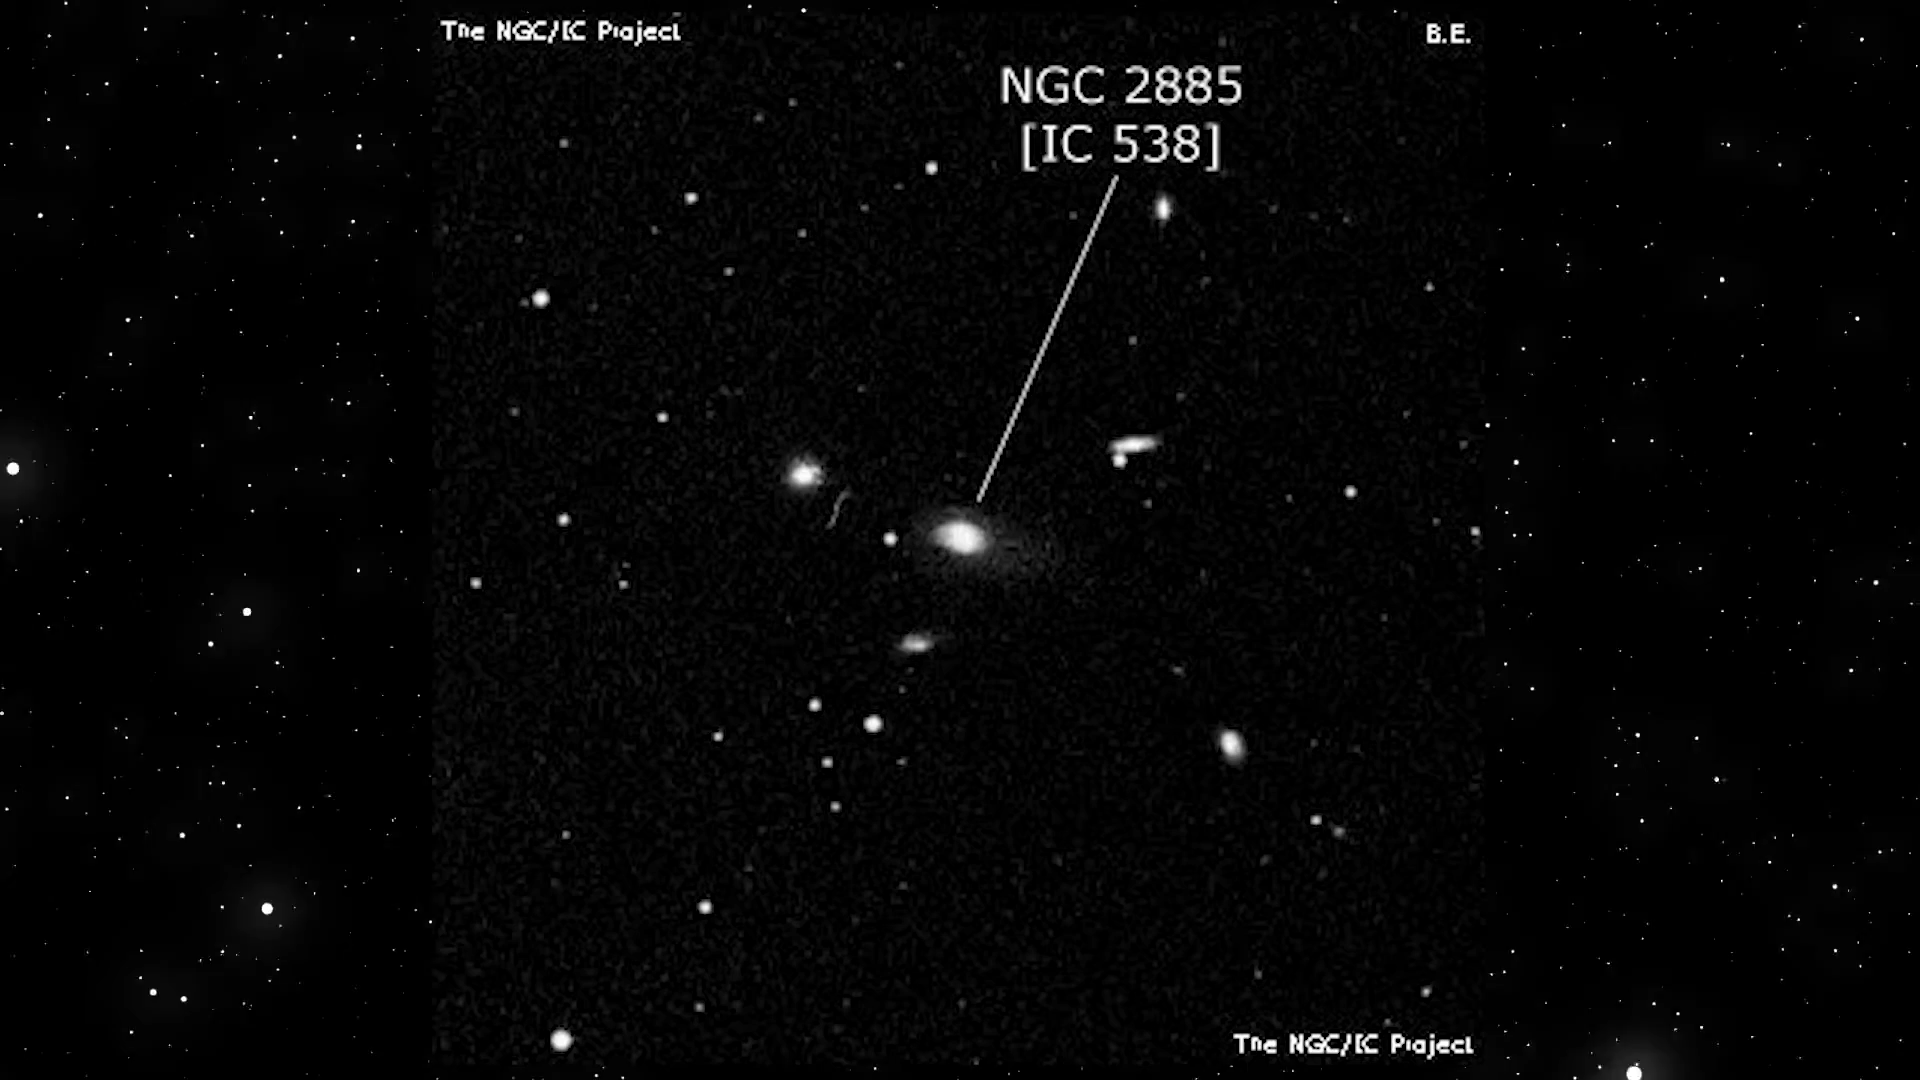 The NGC/IC Project
B.E.
NGC 2885
[IC 538]
The NGC/IC Project